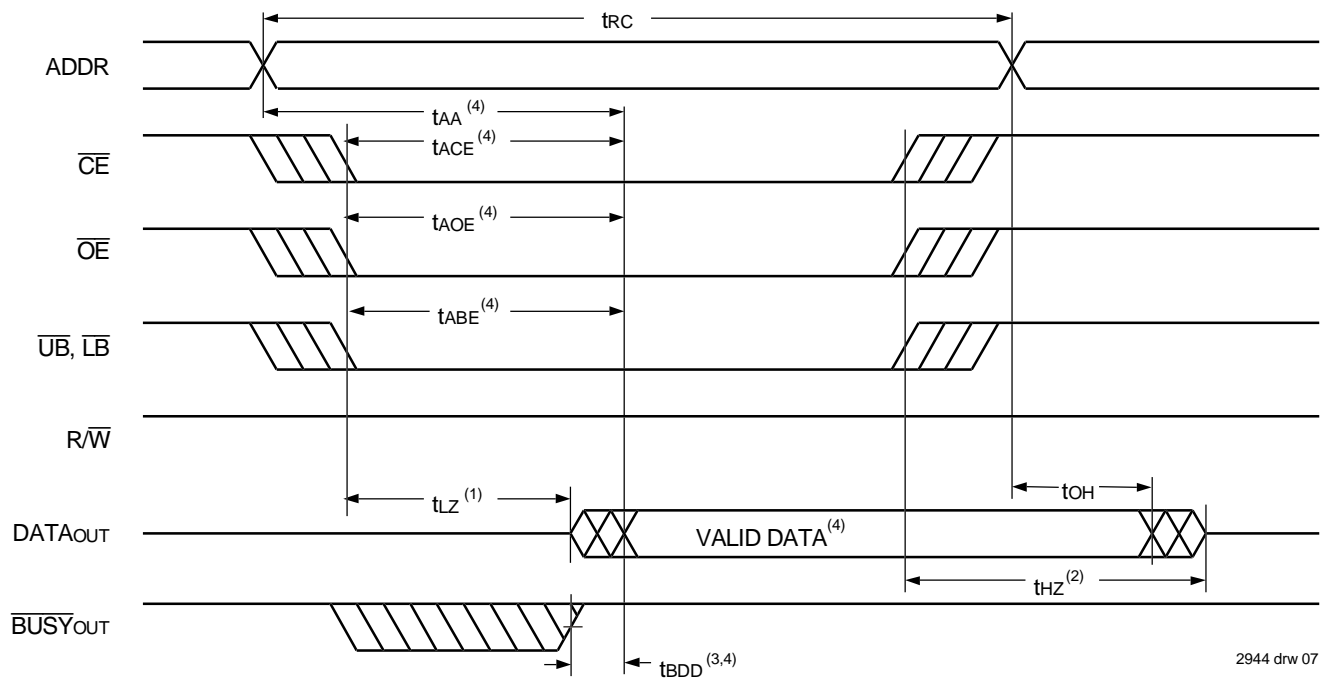 tRC
ADDR
tAA (4)
CE
tACE (4)
OE
tAOE (4)
UB, LB
tABE (4)
R/W
tLZ (1)
tOH
DATAOUT
VALID DATA(4)
tHZ (2)
BUSYOUT
tBDD (3,4)
2944 drw 07